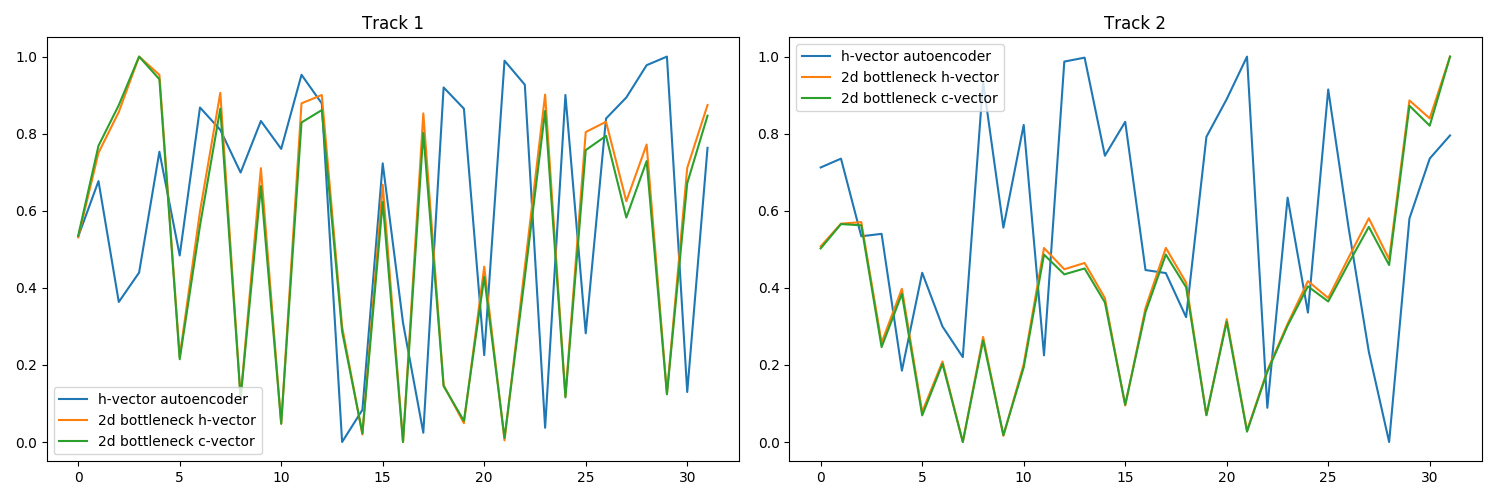 Track 1
1.0
0.8
0.6
0.4
0.2
0.0
h-vector autoencoder
2d bottleneck h-vector
2d bottleneck c-vector
0 5 10 15 20 25 30
Track 2
1.0
0.8
0.6
0.4
0.2
0.0
h-vector autoencoder
2d bottleneck h-vector
2d bottleneck c-vector
0 5 10 15 20 25 30